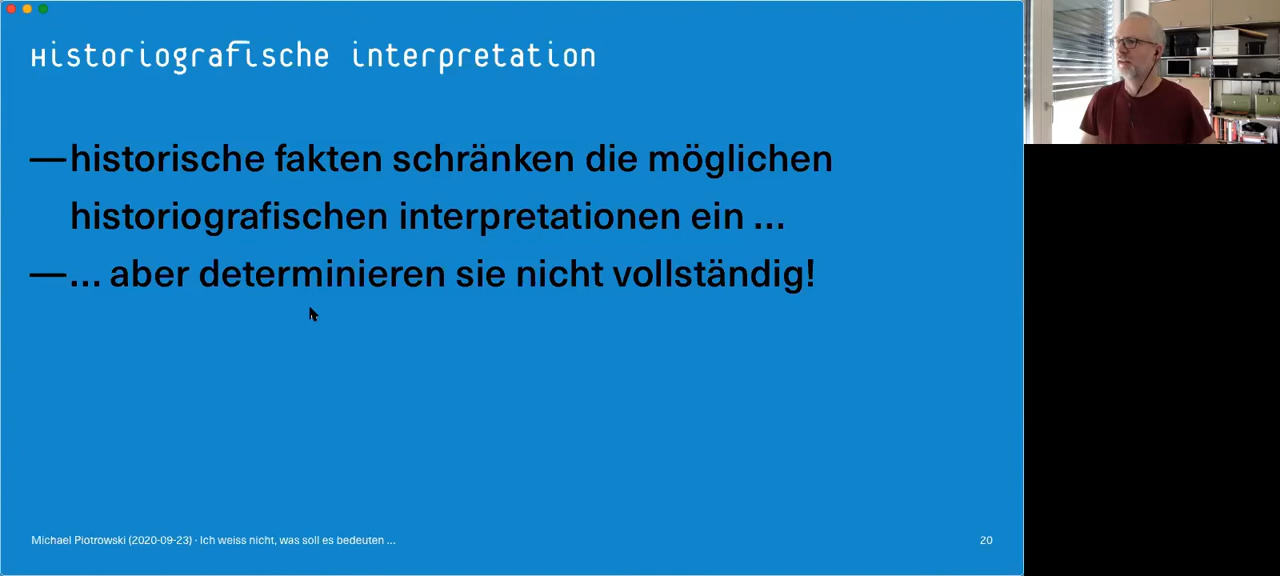 Historiografische interpretation
—historische fakten schränken die möglichen
historiografischen interpretationen ein ...
—... aber determinieren sie nicht vollständig!
Michael Piotrowski (2020-09-23) · Ich weiss nicht, was soll es bedeuten ...
20